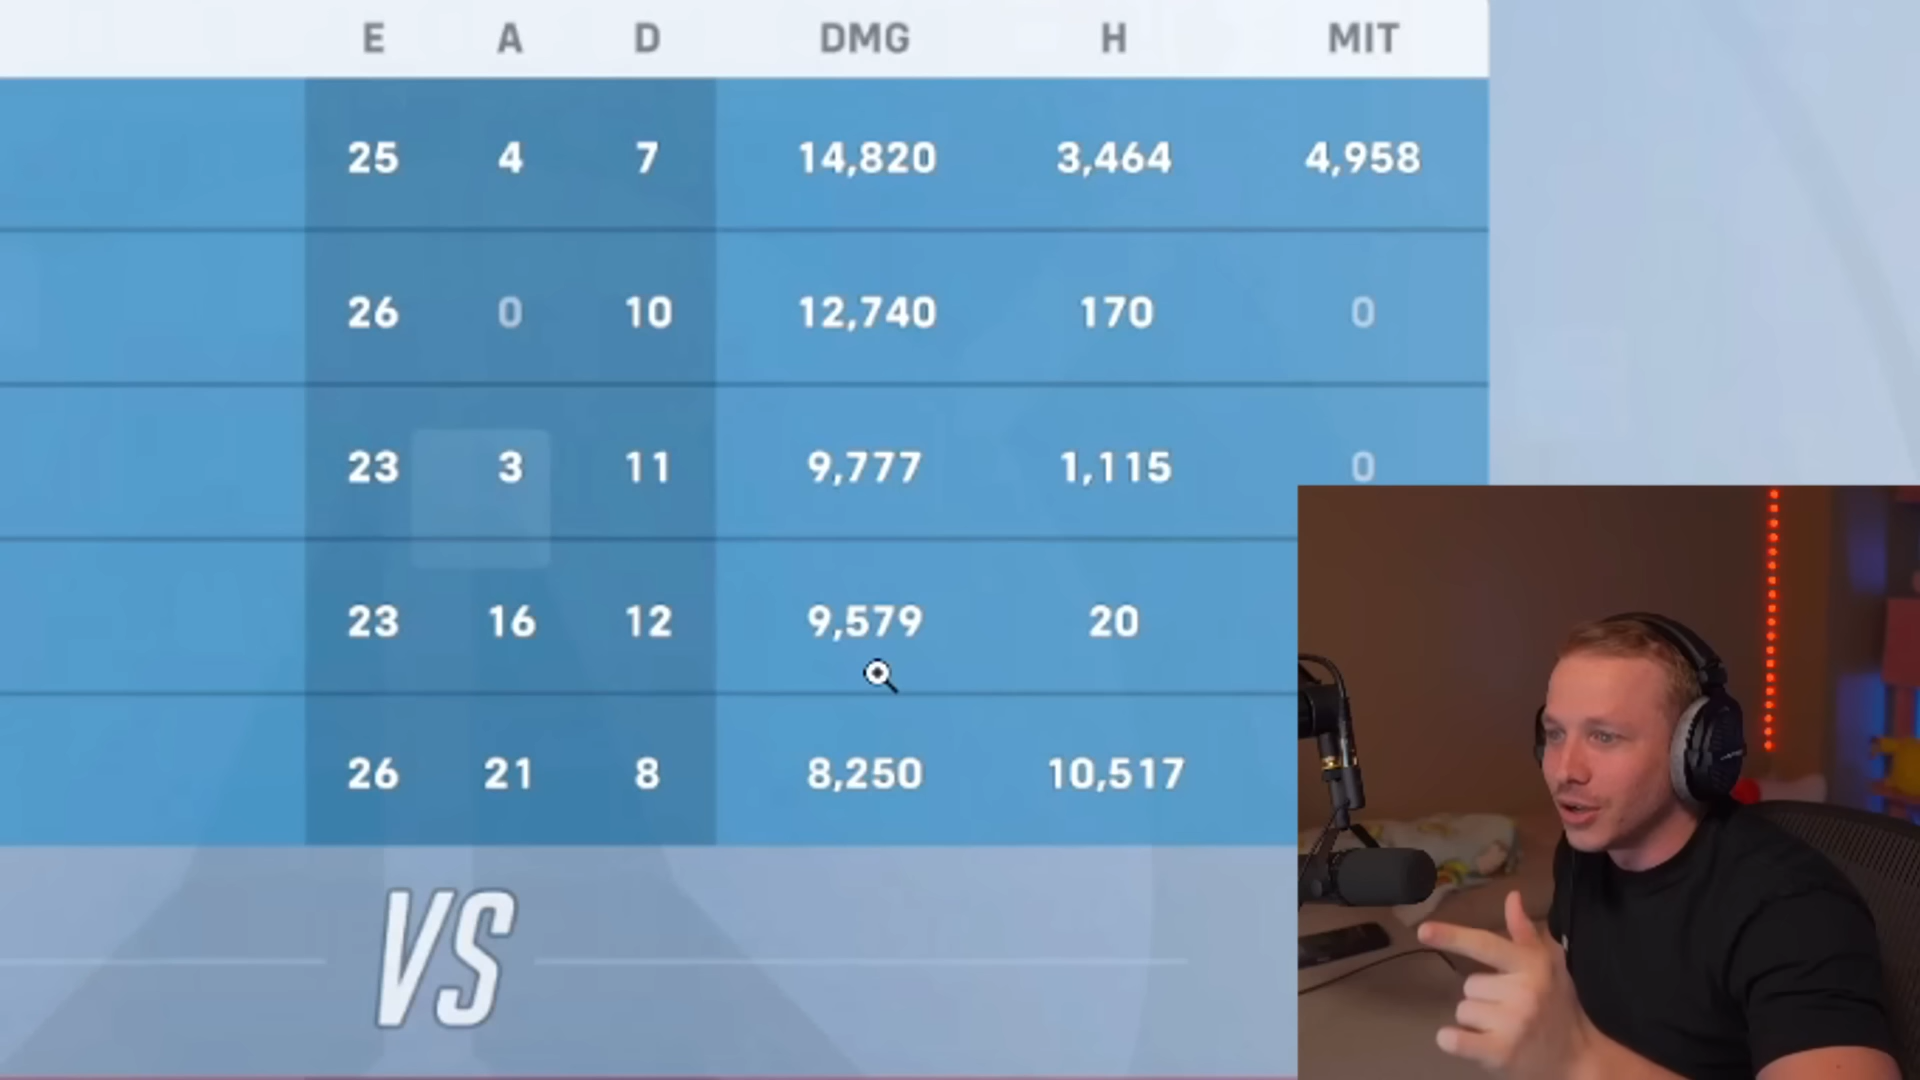 E A D DMG H MIT
25 4 7 14,820 3,464 4,958
26 0 10 12,740 170 0
23 3 11 9,777 1,115 0
23 16 12 9,579 20
26 21 8 8,250 10,517
VS